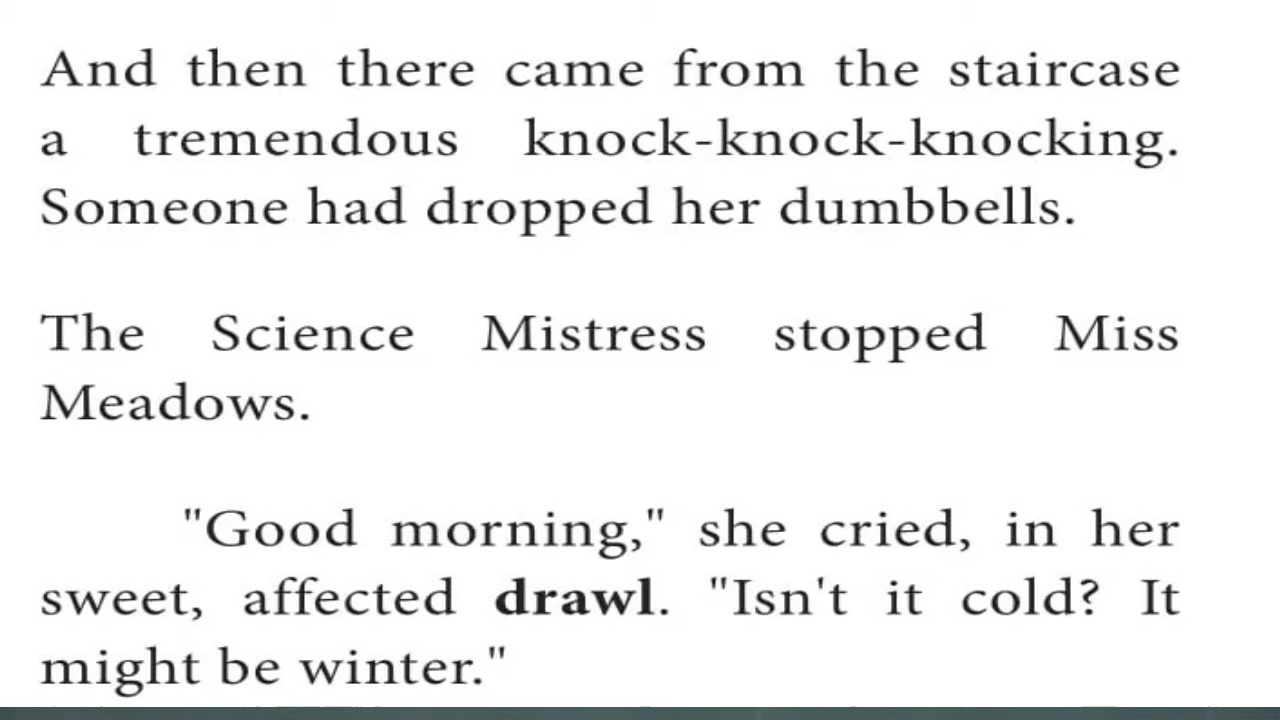 And then there came from the staircase
a tremendous knock-knock-knocking.
Someone had dropped her dumbbells.
The Science Mistress stopped Miss
Meadows.
"Good morning," she cried, in her
sweet, affected drawl. "Isn't it cold? It
might be winter."